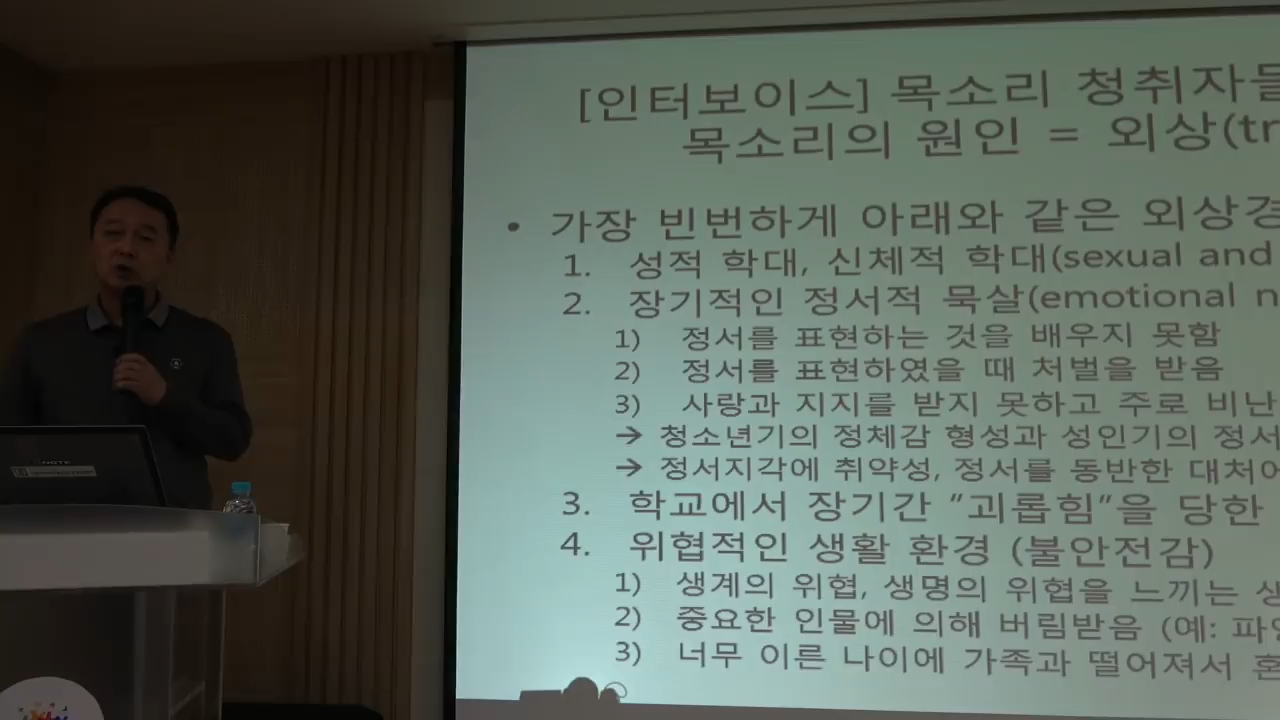 [인터보이스] 목소리 청취자들
목소리의 원인 = 외상(tr
• 가장 빈번하게 아래와 같은 외상경
1. 성적 학대, 신체적 학대(sexual and
2. 장기적인 정서적 묵살(emotional n
1) 정서를 표현하는 것을 배우지 못함
2) 정서를 표현하였을 때 처벌을 받음
3) 사랑과 지지를 받지 못하고 주로 비난
→ 청소년기의 정체감 형성과 성인기의 정서
→ 정서지각에 취약성, 정서를 동반한 대처에
3. 학교에서 장기간 “괴롭힘”을 당한
4. 위협적인 생활 환경 (불안전감)
1) 생계의 위협, 생명의 위협을 느끼는 상
2) 중요한 인물에 의해 버림받음 (예: 파
3) 너무 이른 나이에 가족과 떨어져서 혼
NOTE